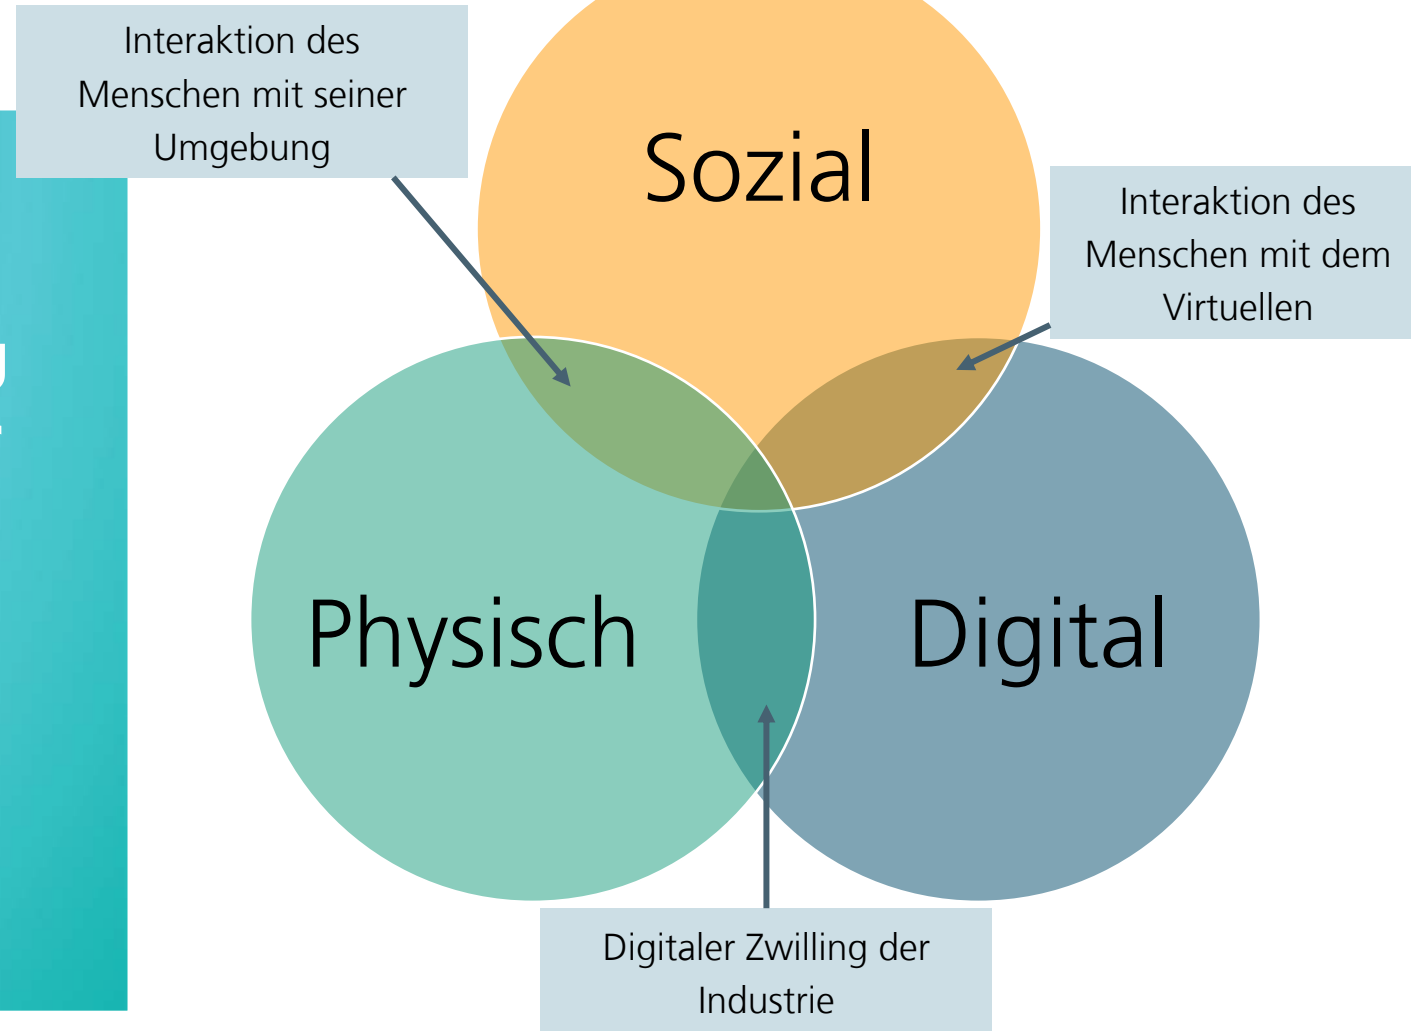 Interaktion des
Menschen mit seiner
Umgebung
Sozial
Interaktion des
Menschen mit dem
Virtuellen
Physisch
Digital
Digitaler Zwilling der
Industrie